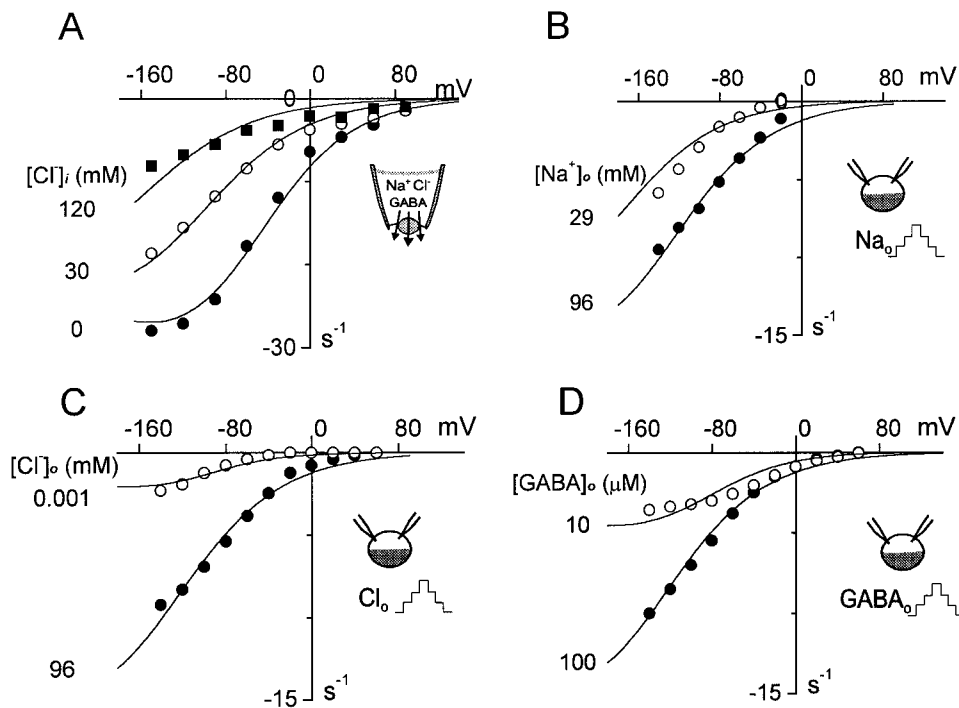 A
-160 -80 0 80 mV
0
[Cl⁻]i (mM)
120
30
0
Na⁺ Cl⁻
GABA
-30 s⁻¹
B
-160 -80 0 80 mV
0
[Na⁺]o (mM)
29
96
Nao
-15 s⁻¹
C
-160 -80 0 80 mV
[Cl⁻]o (mM)
0.001
96
Clo
-15 s⁻¹
D
-160 -80 0 80 mV
[GABA]o (µM)
10
100
GABAo
-15 s⁻¹